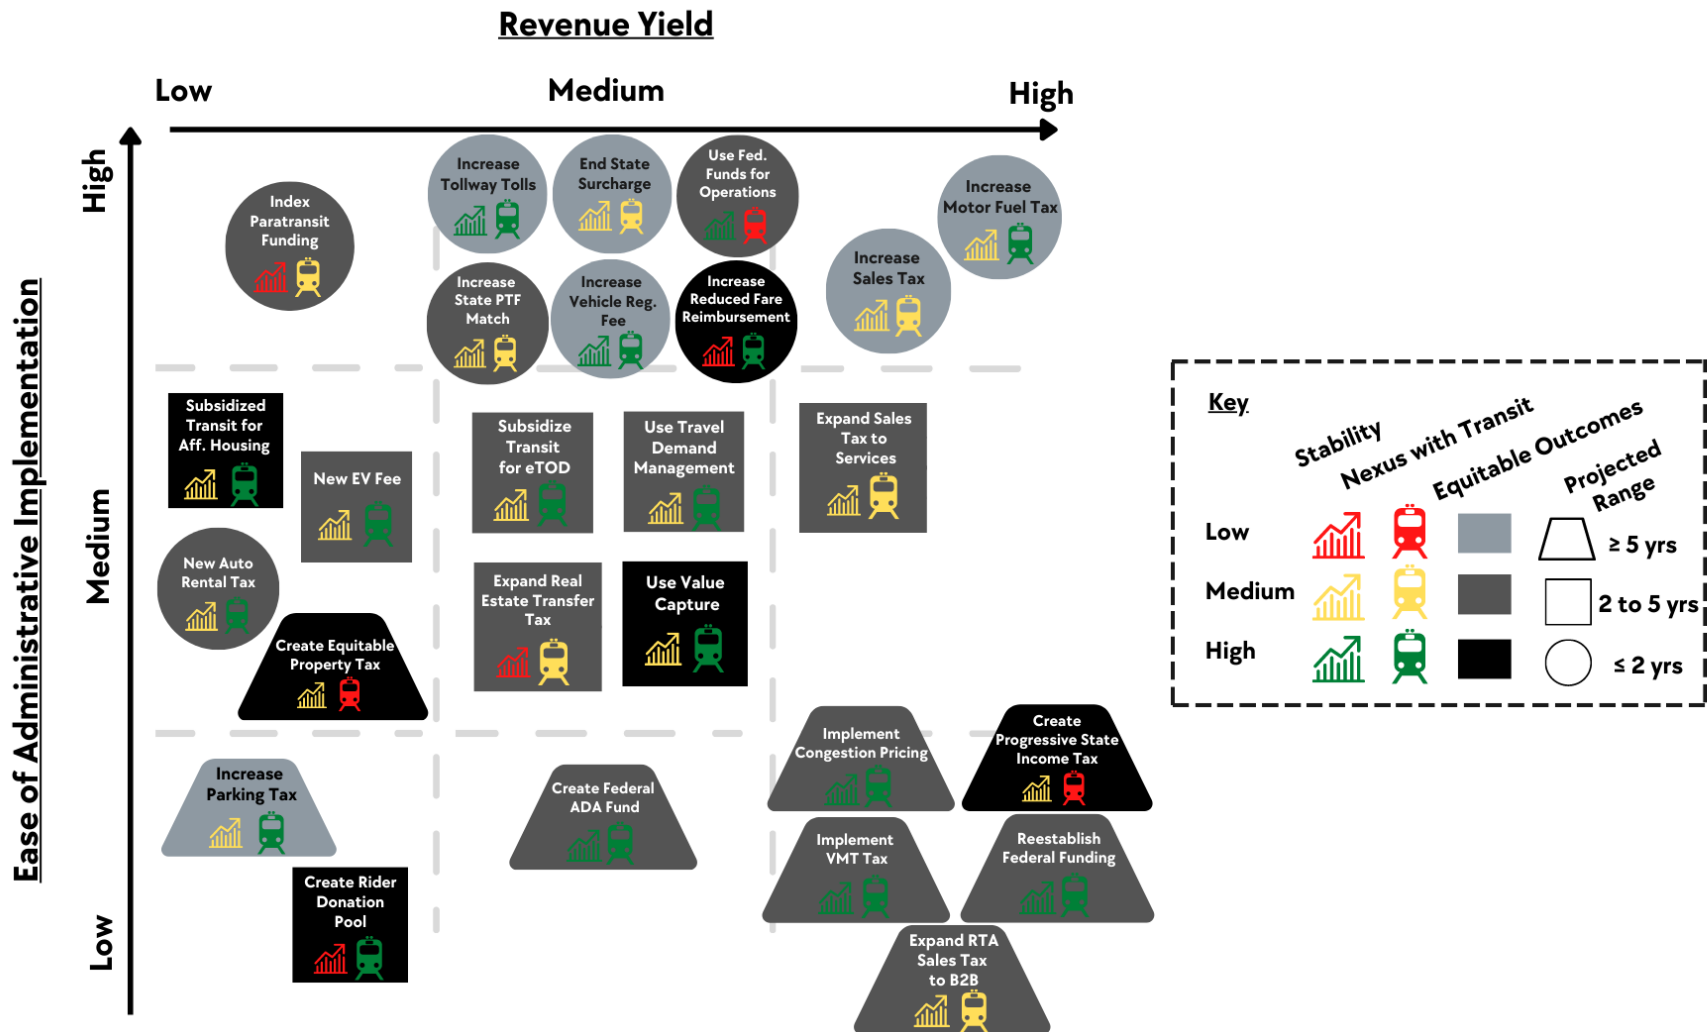 Revenue Yield
Low
Medium
High
Ease of Administrative Implementation
High
Medium
Low
Index
Paratransit
Funding
Increase
Tollway Tolls
End State
Surcharge
Use Fed.
Funds for
Operations
Increase
Motor Fuel Tax
Increase
Sales Tax
Increase
State PTF
Match
Increase
Vehicle Reg.
Fee
Increase
Reduced Fare
Reimbursement
Subsidized
Transit for
Aff. Housing
New EV Fee
Subsidize
Transit
for eTOD
Use Travel
Demand
Management
Expand Sales
Tax to
Services
New Auto
Rental Tax
Create Equitable
Property Tax
Expand Real
Estate Transfer
Tax
Use Value
Capture
Increase
Parking Tax
Create Rider
Donation
Pool
Create Federal
ADA Fund
Implement
Congestion Pricing
Create
Progressive State
Income Tax
Implement
VMT Tax
Reestablish
Federal Funding
Expand RTA
Sales Tax
to B2B
Key
Stability
Nexus with Transit
Equitable Outcomes
Projected
Range
Low
≥ 5 yrs
Medium
2 to 5 yrs
High
≤ 2 yrs